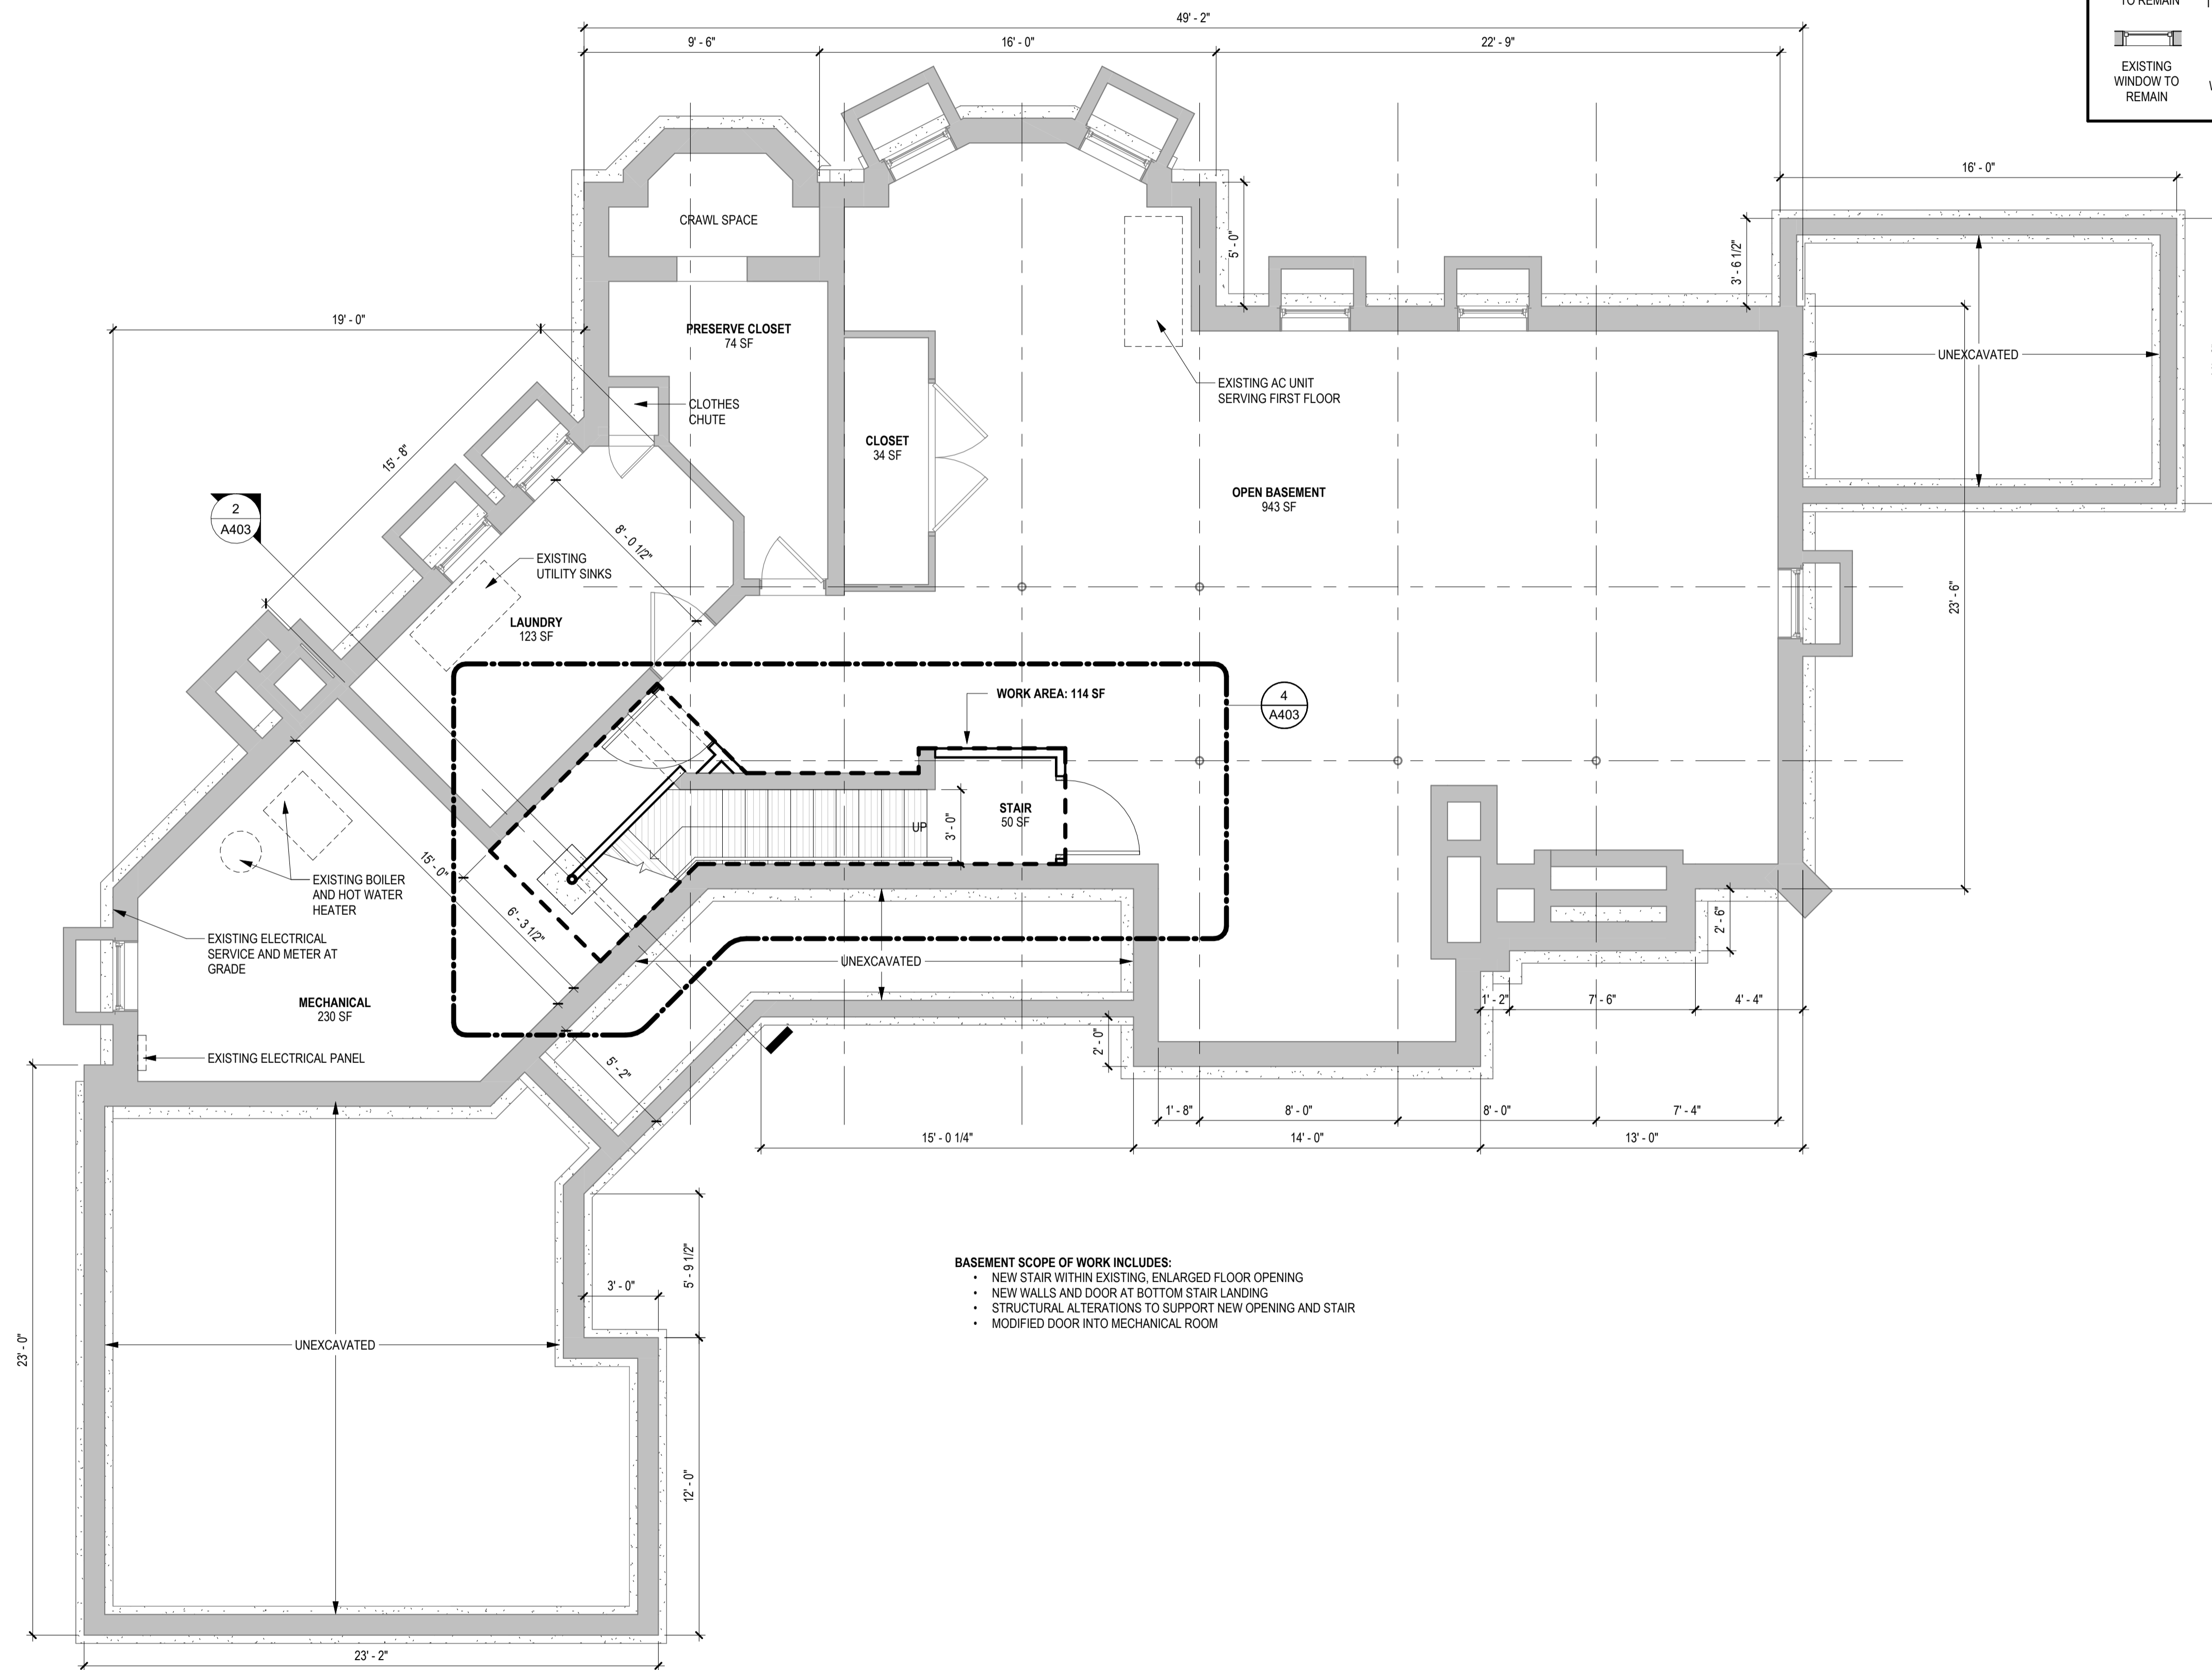 TO REMAIN
EXISTING
WINDOW TO
REMAIN
49' - 2"
9' - 6"
16' - 0"
22' - 9"
16' - 0"
CRAWL SPACE
5' - 0"
3' - 6 1/2"
19' - 0"
PRESERVE CLOSET
74 SF
UNEXCAVATED
EXISTING AC UNIT
SERVING FIRST FLOOR
CLOTHES
CHUTE
CLOSET
34 SF
15' - 8"
OPEN BASEMENT
943 SF
2
A403
8' - 0 1/2"
EXISTING
UTILITY SINKS
LAUNDRY
123 SF
23' - 6"
WORK AREA: 114 SF
4
A403
STAIR
50 SF
UP
3' - 0"
15' - 0"
EXISTING BOILER
AND HOT WATER
HEATER
6' - 3 1/2"
EXISTING ELECTRICAL
SERVICE AND METER AT
GRADE
2' - 6"
UNEXCAVATED
MECHANICAL
230 SF
1' - 2"
7' - 6"
4' - 4"
EXISTING ELECTRICAL PANEL
5' - 2"
2' - 0"
1' - 8"
8' - 0"
8' - 0"
7' - 4"
15' - 0 1/4"
14' - 0"
13' - 0"
BASEMENT SCOPE OF WORK INCLUDES:
• NEW STAIR WITHIN EXISTING, ENLARGED FLOOR OPENING
• NEW WALLS AND DOOR AT BOTTOM STAIR LANDING
• STRUCTURAL ALTERATIONS TO SUPPORT NEW OPENING AND STAIR
• MODIFIED DOOR INTO MECHANICAL ROOM
5' - 9 1/2"
3' - 0"
UNEXCAVATED
23' - 0"
12' - 0"
23' - 2"